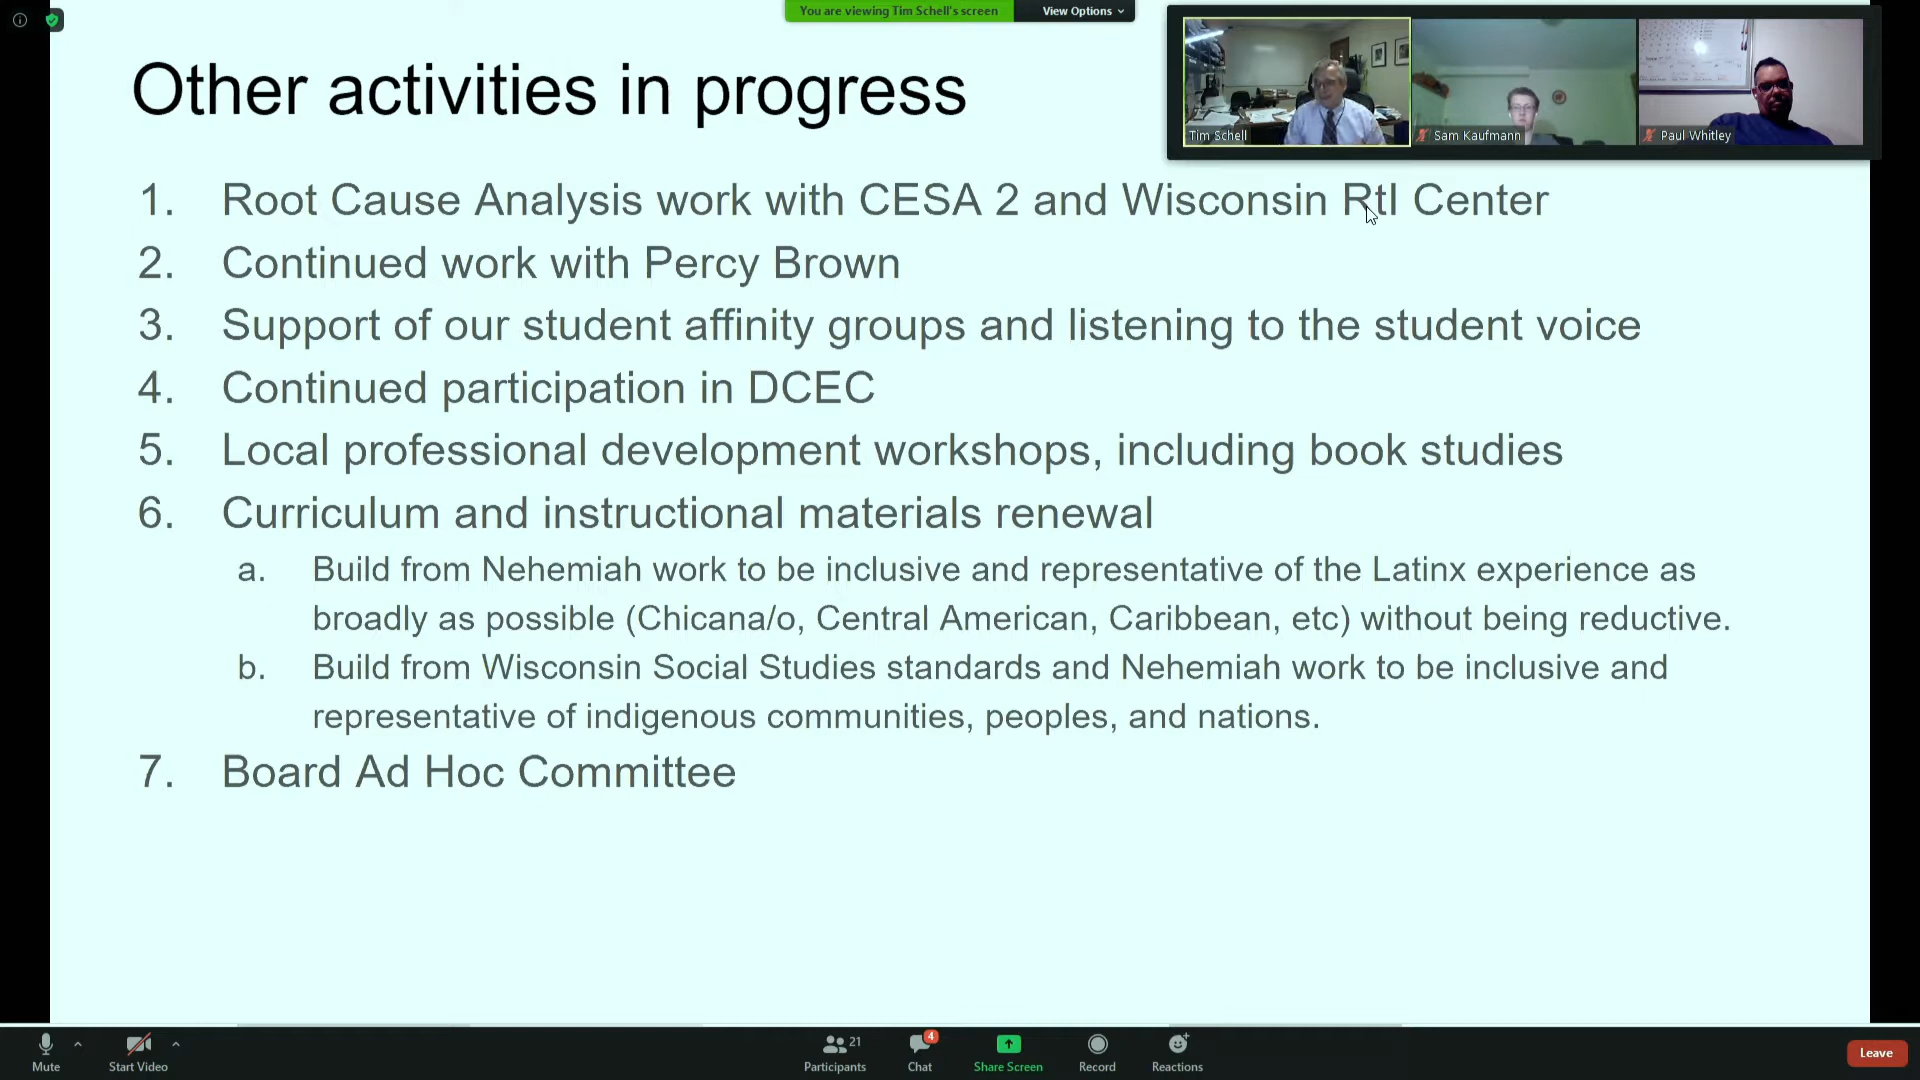 You are viewing Tim Schell's screen
View Options
Other activities in progress
Tim Schell
Sam Kaufmann
Paul Whitley
1. Root Cause Analysis work with CESA 2 and Wisconsin RtI Center
2. Continued work with Percy Brown
3. Support of our student affinity groups and listening to the student voice
4. Continued participation in DCEC
5. Local professional development workshops, including book studies
6. Curriculum and instructional materials renewal
a. Build from Nehemiah work to be inclusive and representative of the Latinx experience as
broadly as possible (Chicana/o, Central American, Caribbean, etc) without being reductive.
b. Build from Wisconsin Social Studies standards and Nehemiah work to be inclusive and
representative of indigenous communities, peoples, and nations.
7. Board Ad Hoc Committee
Mute
Start Video
21
Participants
4
Chat
Share Screen
Record
Reactions
Leave